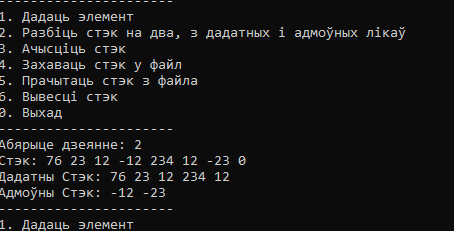 ----------------------
1. Дадаць элемент
2. Разбіць стэк на два, з дадатных і адмоўных лікаў
3. Ачысціць стэк
4. Захаваць стэк у файл
5. Прачытаць стэк з файла
6. Вывесці стэк
0. Выхад
----------------------
Абярыце дзеянне: 2
Стэк: 76 23 12 -12 234 12 -23 0
Дадатны Стэк: 76 23 12 234 12
Адмоўны Стэк: -12 -23
----------------------
1. Дадаць элемент